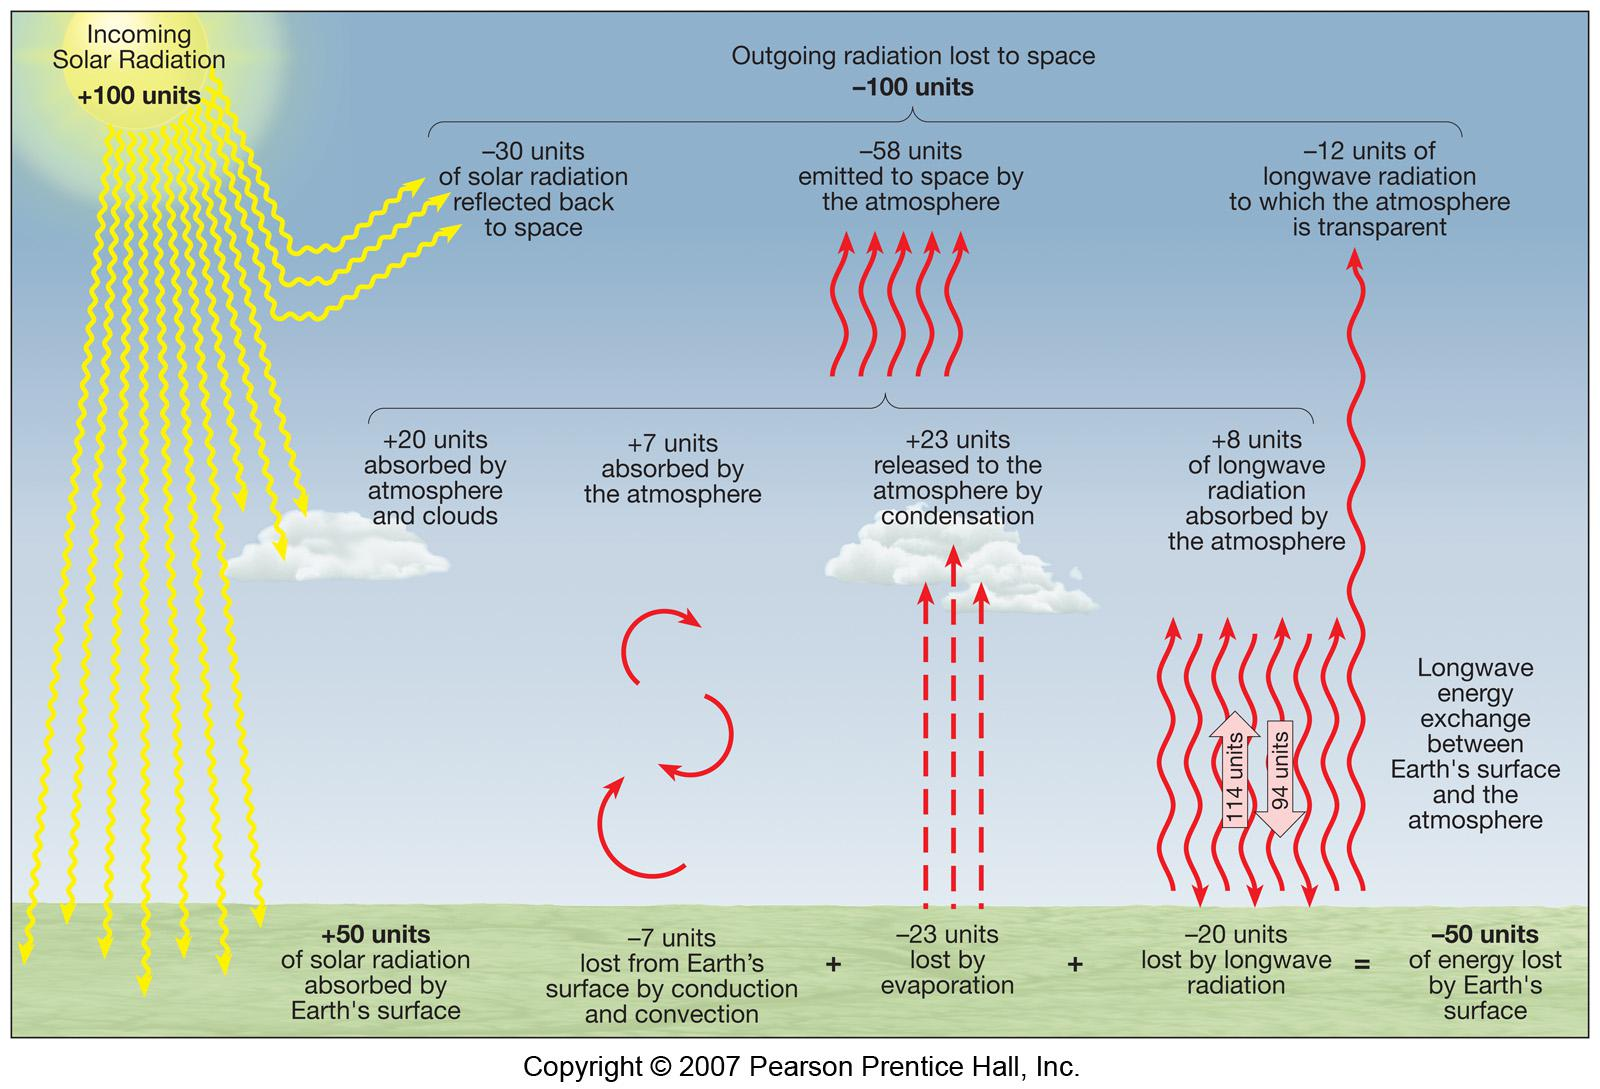 Incoming
Solar Radiation
+100 units
Outgoing radiation lost to space
–100 units
–30 units
of solar radiation
reflected back
to space
–58 units
emitted to space by
the atmosphere
–12 units of
longwave radiation
to which the atmosphere
is transparent
+20 units
absorbed by
atmosphere
and clouds
+7 units
absorbed by
the atmosphere
+23 units
released to the
atmosphere by
condensation
+8 units
of longwave
radiation
absorbed by
the atmosphere
114 units
94 units
Longwave
energy
exchange
between
Earth's surface
and the
atmosphere
+50 units
of solar radiation
absorbed by
Earth's surface
–7 units
lost from Earth’s
surface by conduction
and convection
+
–23 units
lost by
evaporation
+
–20 units
lost by longwave
radiation
=
–50 units
of energy lost
by Earth's
surface
Copyright © 2007 Pearson Prentice Hall, Inc.